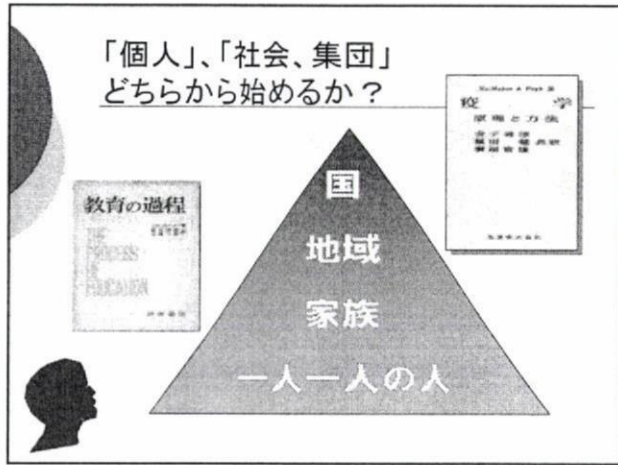 「個人」、「社会、集団」
どちらから始めるか？
疫 学
原理と方法
教育の過程
THE
PROCESS
OF
EDUCATION
国
地域
家族
一人一人の人